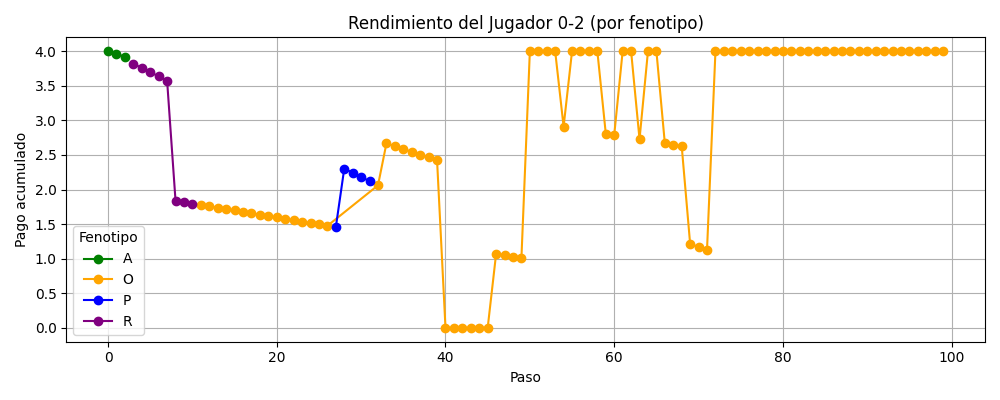 Rendimiento del Jugador 0-2 (por fenotipo)
Pago acumulado
4.0
3.5
3.0
2.5
2.0
1.5
1.0
0.5
0.0
Fenotipo
A
O
P
R
0 20 40 60 80 100
Paso